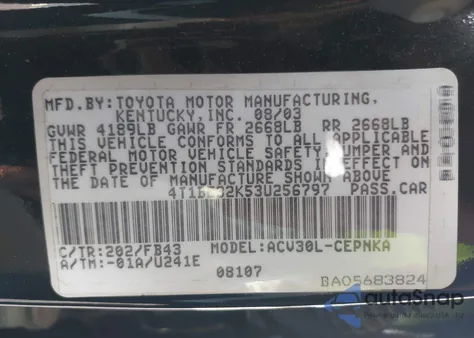 MFD.BY: TOYOTA MOTOR MANUFACTURING,
KENTUCKY, INC. 08/03
GVWR 4189LB GAWR FR 2668LB RR 2668LB
THIS VEHICLE CONFORMS TO ALL APPLICABLE
FEDERAL MOTOR VEHICLE SAFETY, BUMPER AND
THEFT PREVENTION STANDARDS IN EFFECT ON
THE DATE OF MANUFACTURE SHOWN ABOVE.
PASS.CAR
C/TR:202/FB43 MODEL:ACV30L-CEPNKA
A/TM:-01A/U241E
08107 BA05683824
autoSnap